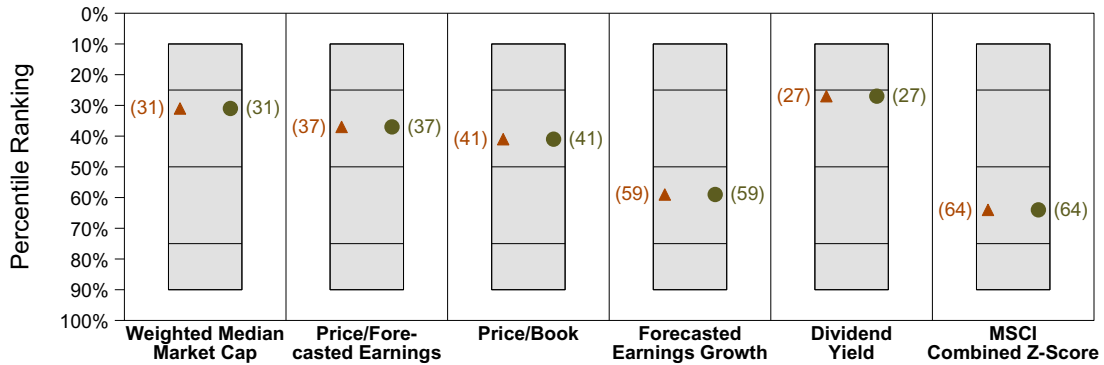 Percentile Ranking
0%
10%
20%
30%
40%
50%
60%
70%
80%
90%
100%
(31) (31)
(37) (37)
(41) (41)
(59) (59)
(27) (27)
(64) (64)
Weighted Median
Market Cap
Price/Fore-
casted Earnings
Price/Book
Forecasted
Earnings Growth
Dividend
Yield
MSCI
Combined Z-Score